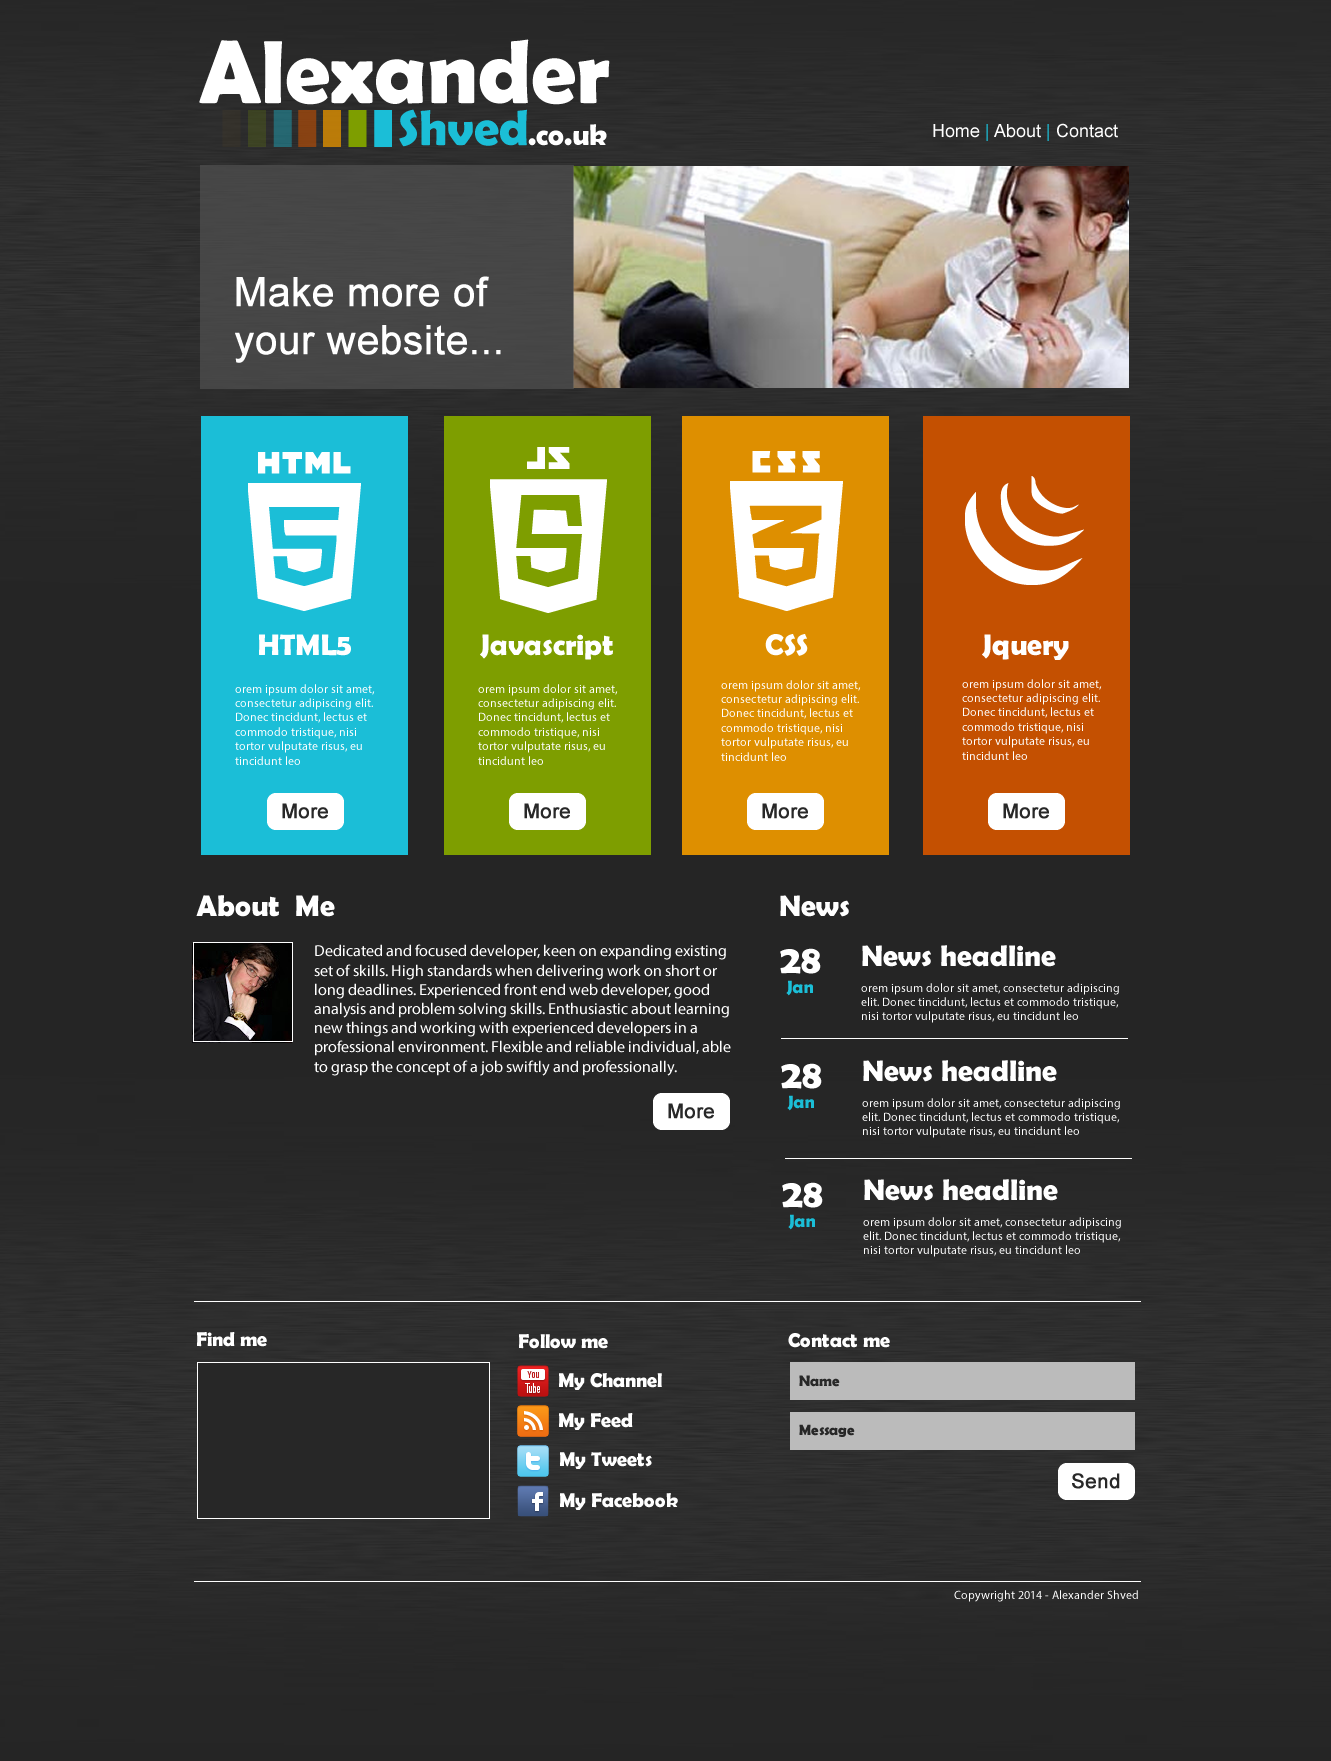 Alexander
Shved.co.uk
Home | About | Contact
Make more of
your website...
HTML
5
HTML5
orem ipsum dolor sit amet,
consectetur adipiscing elit.
Donec tincidunt, lectus et
commodo tristique, nisi
tortor vulputate risus, eu
tincidunt leo
More
JS
5
Javascript
orem ipsum dolor sit amet,
consectetur adipiscing elit.
Donec tincidunt, lectus et
commodo tristique, nisi
tortor vulputate risus, eu
tincidunt leo
More
CSS
3
CSS
orem ipsum dolor sit amet,
consectetur adipiscing elit.
Donec tincidunt, lectus et
commodo tristique, nisi
tortor vulputate risus, eu
tincidunt leo
More
Jquery
orem ipsum dolor sit amet,
consectetur adipiscing elit.
Donec tincidunt, lectus et
commodo tristique, nisi
tortor vulputate risus, eu
tincidunt leo
More
About Me
Dedicated and focused developer, keen on expanding existing
set of skills. High standards when delivering work on short or
long deadlines. Experienced front end web developer, good
analysis and problem solving skills. Enthusiastic about learning
new things and working with experienced developers in a
professional environment. Flexible and reliable individual, able
to grasp the concept of a job swiftly and professionally.
More
News
28
Jan
News headline
orem ipsum dolor sit amet, consectetur adipiscing
elit. Donec tincidunt, lectus et commodo tristique,
nisi tortor vulputate risus, eu tincidunt leo
28
Jan
News headline
orem ipsum dolor sit amet, consectetur adipiscing
elit. Donec tincidunt, lectus et commodo tristique,
nisi tortor vulputate risus, eu tincidunt leo
28
Jan
News headline
orem ipsum dolor sit amet, consectetur adipiscing
elit. Donec tincidunt, lectus et commodo tristique,
nisi tortor vulputate risus, eu tincidunt leo
Find me
Follow me
You
Tube
My Channel
My Feed
t
My Tweets
f
My Facebook
Contact me
Name
Message
Send
Copywright 2014 - Alexander Shved